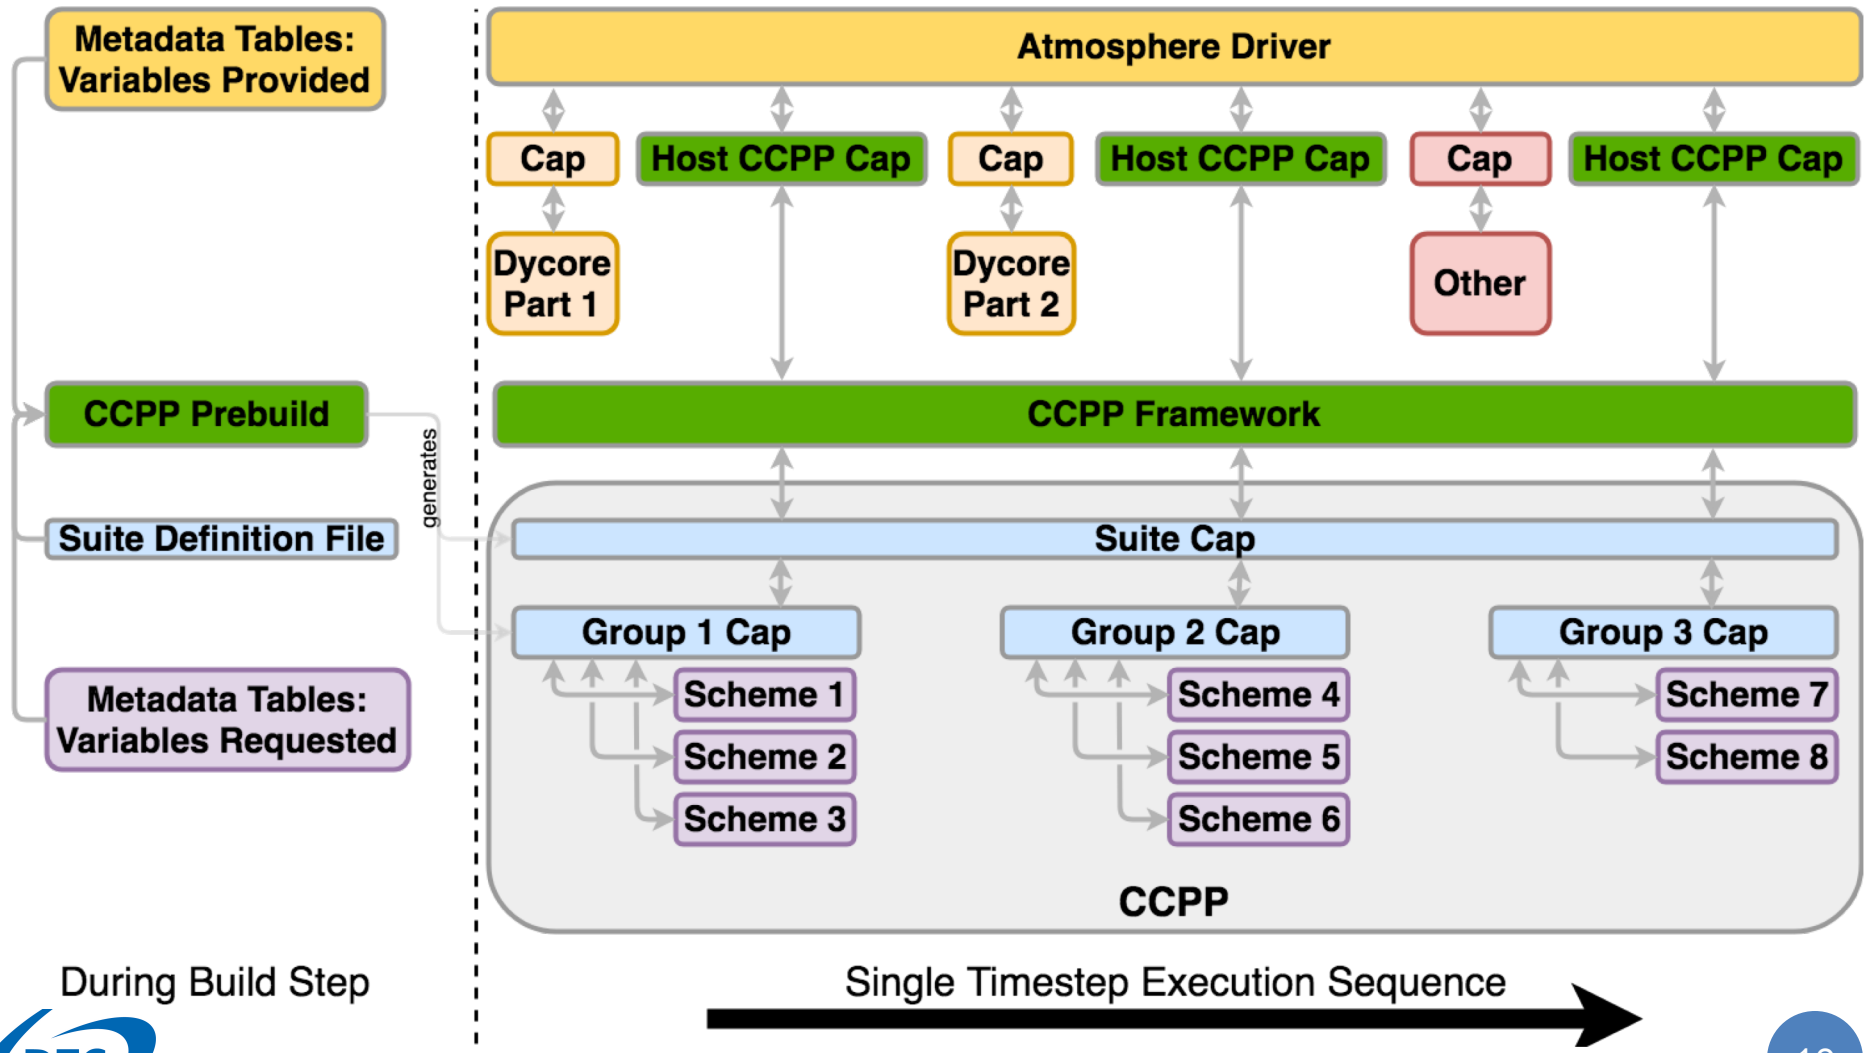 Metadata Tables:
Variables Provided
CCPP Prebuild
generates
Suite Definition File
Metadata Tables:
Variables Requested
During Build Step
Atmosphere Driver
Cap
Host CCPP Cap
Cap
Host CCPP Cap
Cap
Host CCPP Cap
Dycore
Part 1
Dycore
Part 2
Other
CCPP Framework
Suite Cap
Group 1 Cap
Group 2 Cap
Group 3 Cap
Scheme 1
Scheme 2
Scheme 3
Scheme 4
Scheme 5
Scheme 6
Scheme 7
Scheme 8
CCPP
Single Timestep Execution Sequence